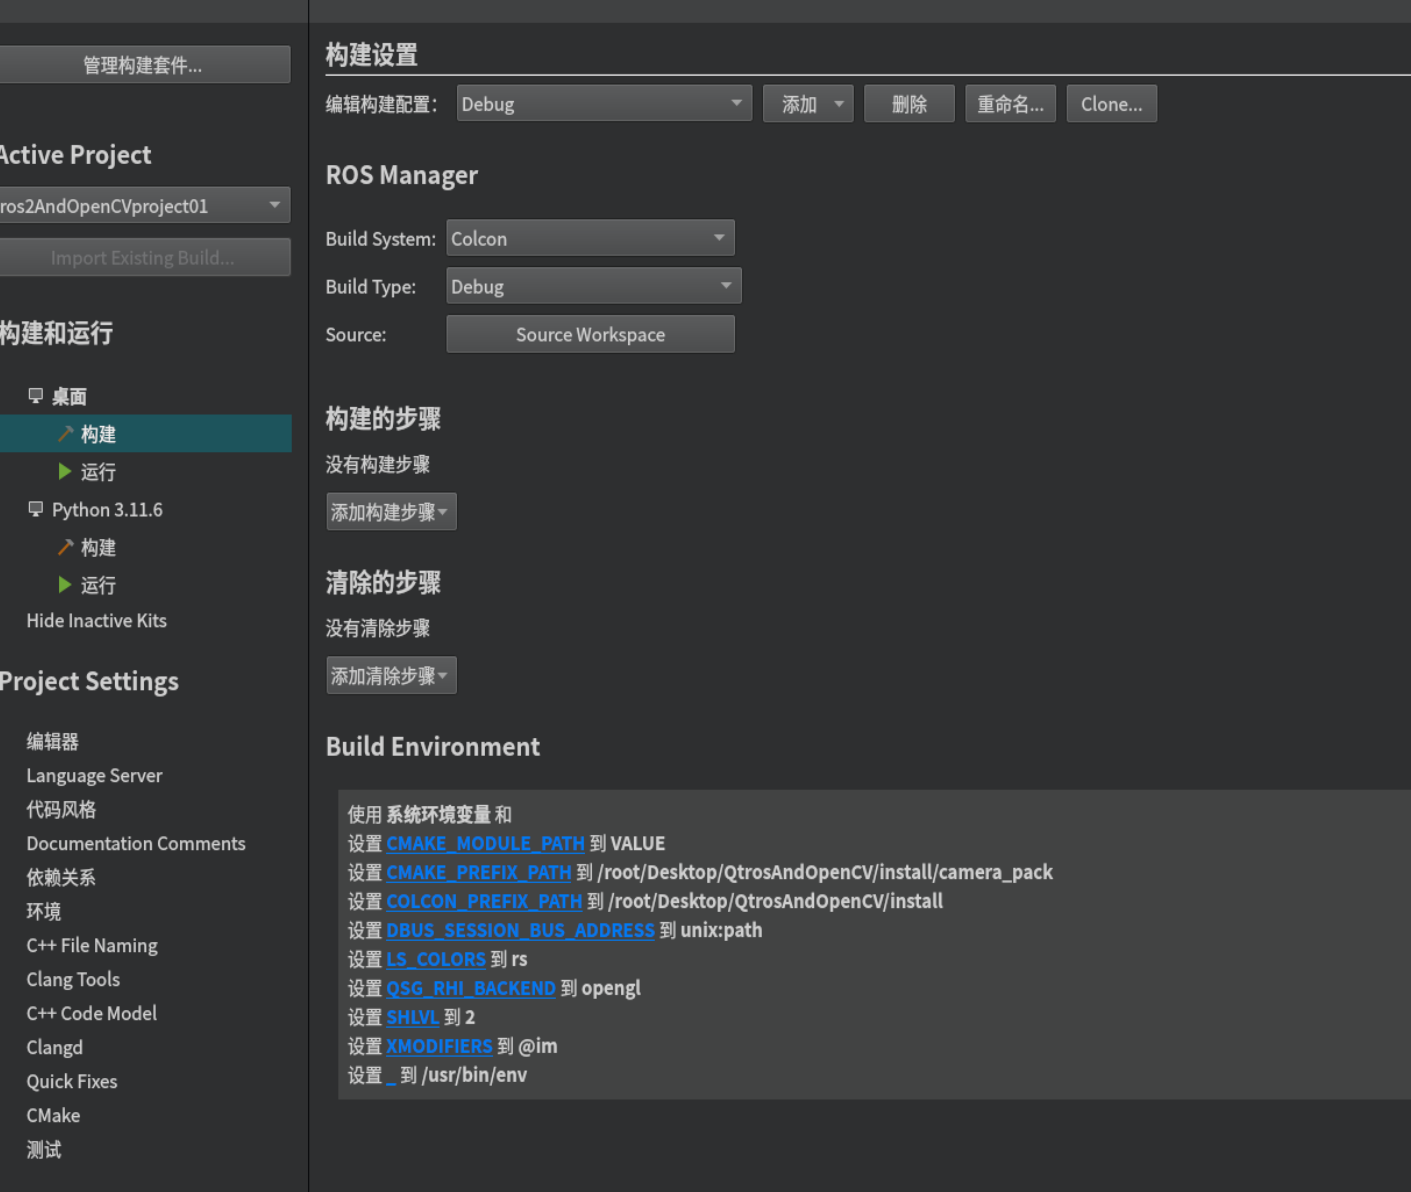 管理构建套件...
Active Project
ros2AndOpenCVproject01
Import Existing Build...
构建和运行
桌面
构建
运行
Python 3.11.6
构建
运行
Hide Inactive Kits
Project Settings
编辑器
Language Server
代码风格
Documentation Comments
依赖关系
环境
C++ File Naming
Clang Tools
C++ Code Model
Clangd
Quick Fixes
CMake
测试
构建设置
编辑构建配置： Debug 添加 删除 重命名... Clone...
ROS Manager
Build System: Colcon
Build Type: Debug
Source: Source Workspace
构建的步骤
没有构建步骤
添加构建步骤
清除的步骤
没有清除步骤
添加清除步骤
Build Environment
使用 系统环境变量 和
设置 CMAKE_MODULE_PATH 到 VALUE
设置 CMAKE_PREFIX_PATH 到 /root/Desktop/QtrosAndOpenCV/install/camera_pack
设置 COLCON_PREFIX_PATH 到 /root/Desktop/QtrosAndOpenCV/install
设置 DBUS_SESSION_BUS_ADDRESS 到 unix:path
设置 LS_COLORS 到 rs
设置 QSG_RHI_BACKEND 到 opengl
设置 SHLVL 到 2
设置 XMODIFIERS 到 @im
设置 _ 到 /usr/bin/env